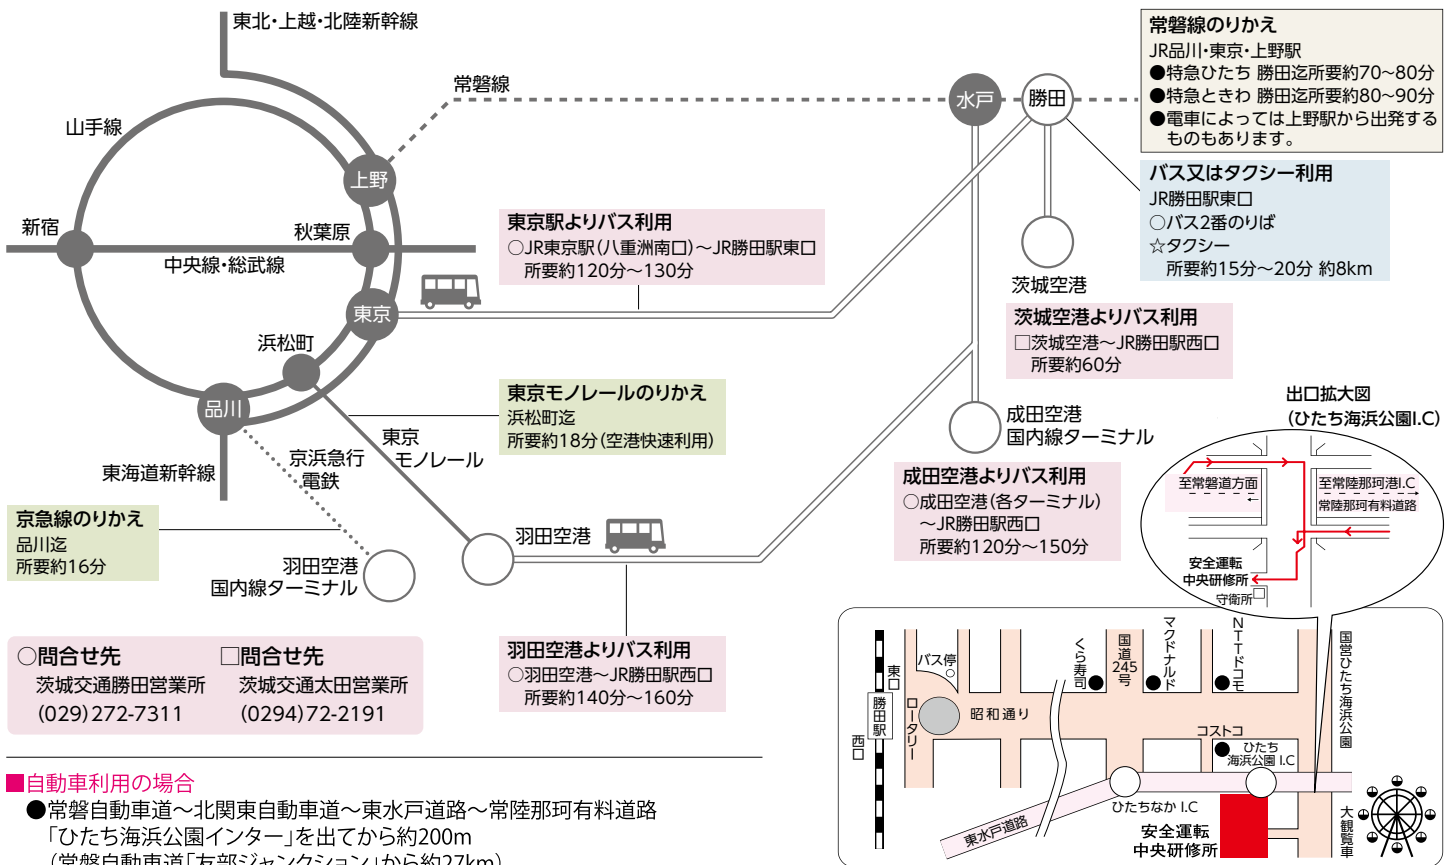 東北・上越・北陸新幹線
常磐線
山手線
上野
新宿
秋葉原
中央線・総武線
東京
浜松町
品川
東海道新幹線
京浜急行
電鉄
東京
モノレール
水戸
勝田
茨城空港
成田空港
国内線ターミナル
羽田空港
羽田空港
国内線ターミナル
常磐線のりかえ
JR品川・東京・上野駅
●特急ひたち 勝田迄所要約70〜80分
●特急ときわ 勝田迄所要約80〜90分
●電車によっては上野駅から出発する
ものもあります。
バス又はタクシー利用
JR勝田駅東口
○バス2番のりば
☆タクシー
所要約15分〜20分 約8km
東京駅よりバス利用
○JR東京駅(八重洲南口)〜JR勝田駅東口
所要約120分〜130分
茨城空港よりバス利用
□茨城空港〜JR勝田駅西口
所要約60分
東京モノレールのりかえ
浜松町迄
所要約18分(空港快速利用)
成田空港よりバス利用
○成田空港(各ターミナル)
〜JR勝田駅西口
所要約120分〜150分
京急線のりかえ
品川迄
所要約16分
羽田空港よりバス利用
○羽田空港〜JR勝田駅西口
所要約140分〜160分
○問合せ先
茨城交通勝田営業所
(029)272-7311
□問合せ先
茨城交通太田営業所
(0294)72-2191
出口拡大図
(ひたち海浜公園I.C)
至常磐道方面
至常陸那珂港I.C
常陸那珂有料道路
安全運転
中央研修所
守衛所
バス停
東口
勝田駅
西口
ロータリー
昭和通り
くら寿司
国道
245
号
マクドナルド
NTTドコモ
国営ひたち海浜公園
コストコ
ひたち
海浜公園 I.C
ひたちなか I.C
東水戸道路
安全運転
中央研修所
大観覧車
■自動車利用の場合
●常磐自動車道〜北関東自動車道〜東水戸道路〜常陸那珂有料道路
「ひたち海浜公園インター」を出てから約200m
(常磐自動車道「友部ジャンクション」から約27km)